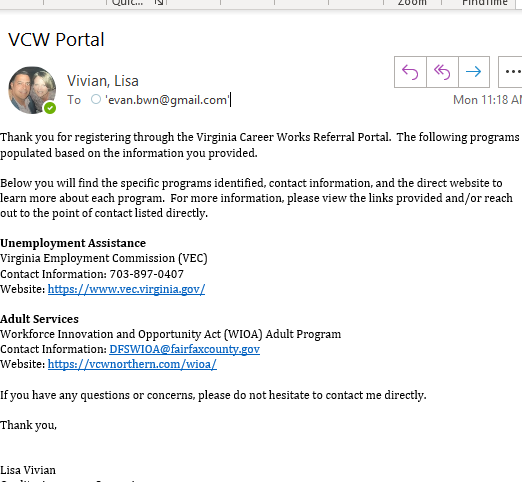 Zoom
FindTime
VCW Portal
Vivian, Lisa
To 'evan.bwn@gmail.com'
Mon 11:18 AM
Thank you for registering through the Virginia Career Works Referral Portal.  The following programs
populated based on the information you provided.
Below you will find the specific programs identified, contact information, and the direct website to
learn more about each program.  For more information, please view the links provided and/or reach
out to the point of contact listed directly.
Unemployment Assistance
Virginia Employment Commission (VEC)
Contact Information: 703-897-0407
Website: https://www.vec.virginia.gov/
Adult Services
Workforce Innovation and Opportunity Act (WIOA) Adult Program
Contact Information: DFSWIOA@fairfaxcounty.gov
Website: https://vcwnorthern.com/wioa/
If you have any questions or concerns, please do not hesitate to contact me directly.
Thank you,
Lisa Vivian